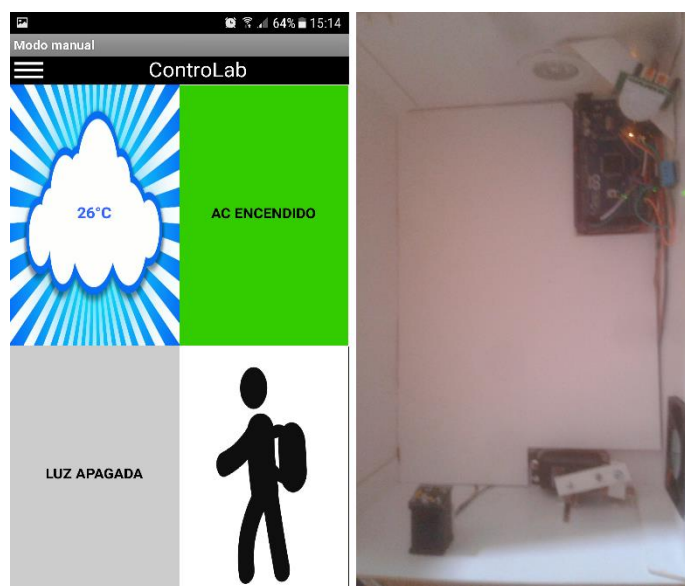 64% 15:14
Modo manual
ControLab
26°C
AC ENCENDIDO
LUZ APAGADA